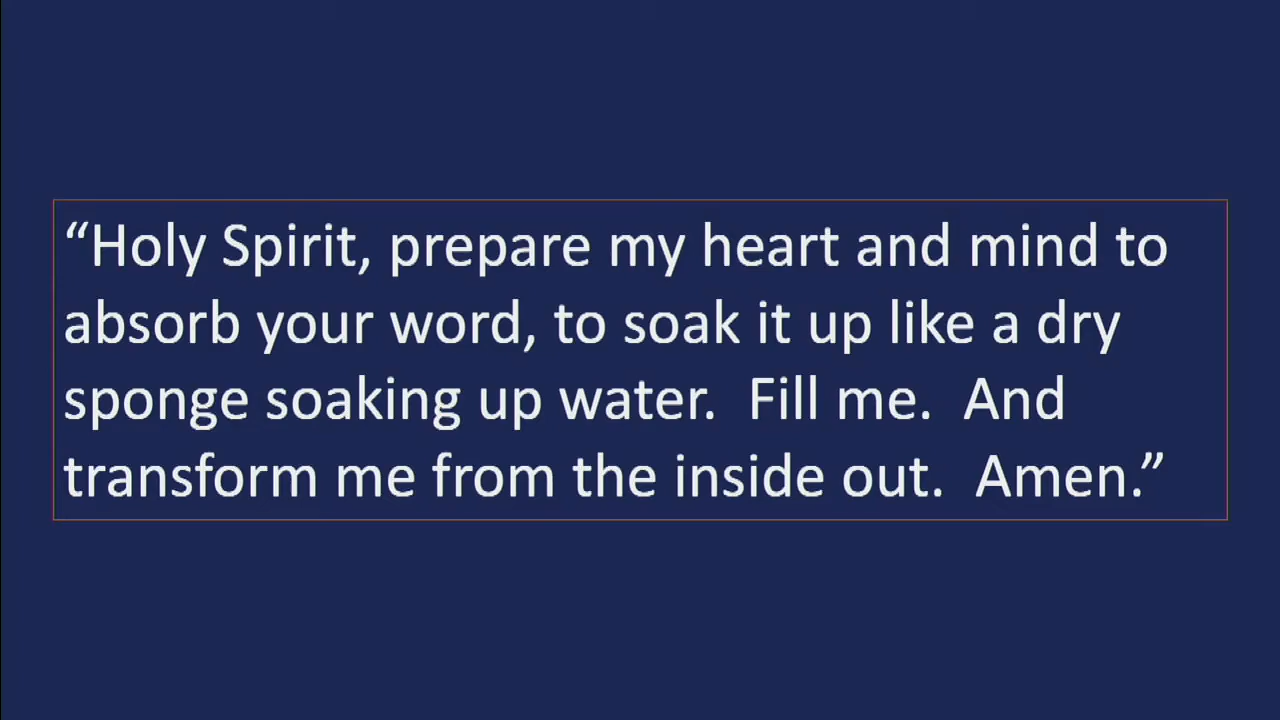 “Holy Spirit, prepare my heart and mind to
absorb your word, to soak it up like a dry
sponge soaking up water.  Fill me.  And
transform me from the inside out.  Amen.”